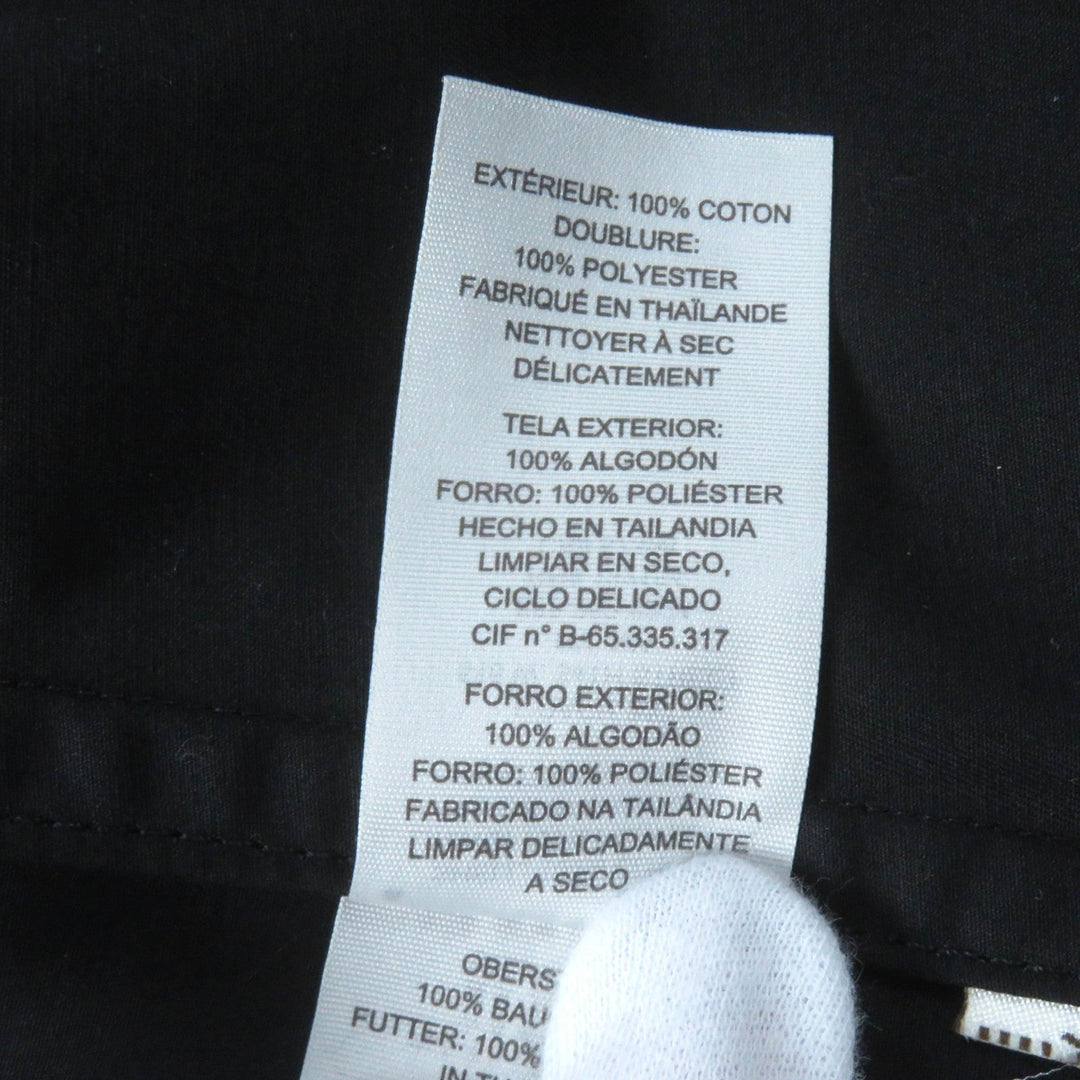 EXTÉRIEUR: 100% COTON
DOUBLURE:
100% POLYESTER
FABRIQUÉ EN THAÏLANDE
NETTOYER À SEC
DÉLICATEMENT
TELA EXTERIOR:
100% ALGODÓN
FORRO: 100% POLIÉSTER
HECHO EN TAILANDIA
LIMPIAR EN SECO,
CICLO DELICADO
CIF n° B-65.335.317
FORRO EXTERIOR:
100% ALGODÃO
FORRO: 100% POLIÉSTER
FABRICADO NA TAILÂNDIA
LIMPAR DELICADAMENTE
A SECO
100%
FUTTER: 100%